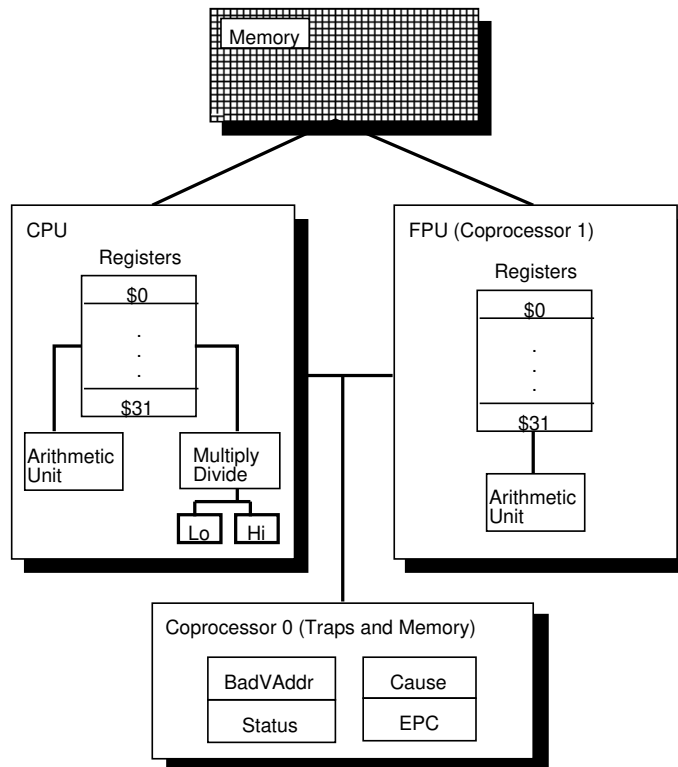 Memory
CPU
Registers
$0
.
.
.
$31
Arithmetic
Unit
Multiply
Divide
Lo
Hi
FPU (Coprocessor 1)
Registers
$0
.
.
.
$31
Arithmetic
Unit
Coprocessor 0 (Traps and Memory)
BadVAddr
Cause
Status
EPC